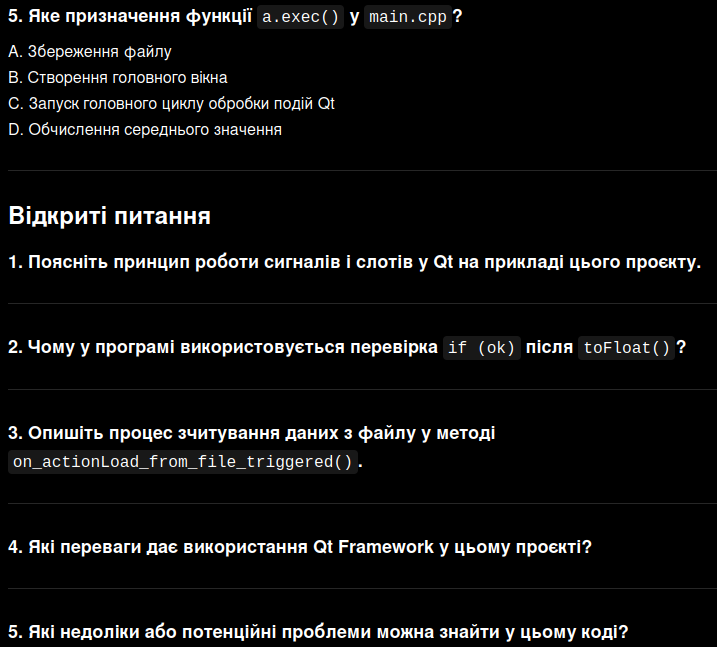 5. Яке призначення функції a.exec() у main.cpp?
A. Збереження файлу
B. Створення головного вікна
C. Запуск головного циклу обробки подій Qt
D. Обчислення середнього значення
Відкриті питання
1. Поясніть принцип роботи сигналів і слотів у Qt на прикладі цього проєкту.
2. Чому у програмі використовується перевірка if (ok) після toFloat()?
3. Опишіть процес зчитування даних з файлу у методі
on_actionLoad_from_file_triggered().
4. Які переваги дає використання Qt Framework у цьому проєкті?
5. Які недоліки або потенційні проблеми можна знайти у цьому коді?